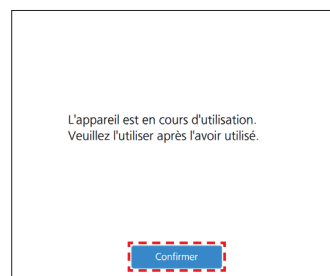 L'appareil est en cours d'utilisation.
Veuillez l'utiliser après l'avoir utilisé.
Confirmer